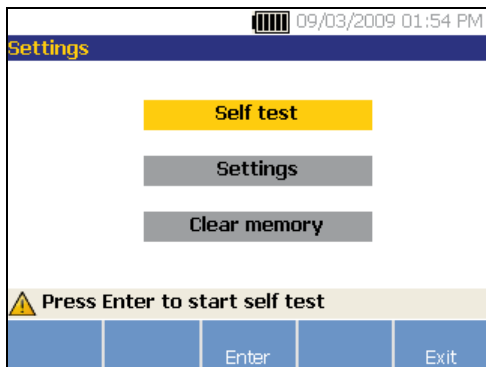 09/03/2009 01:54 PM
Settings
Self test
Settings
Clear memory
Press Enter to start self test
Enter Exit